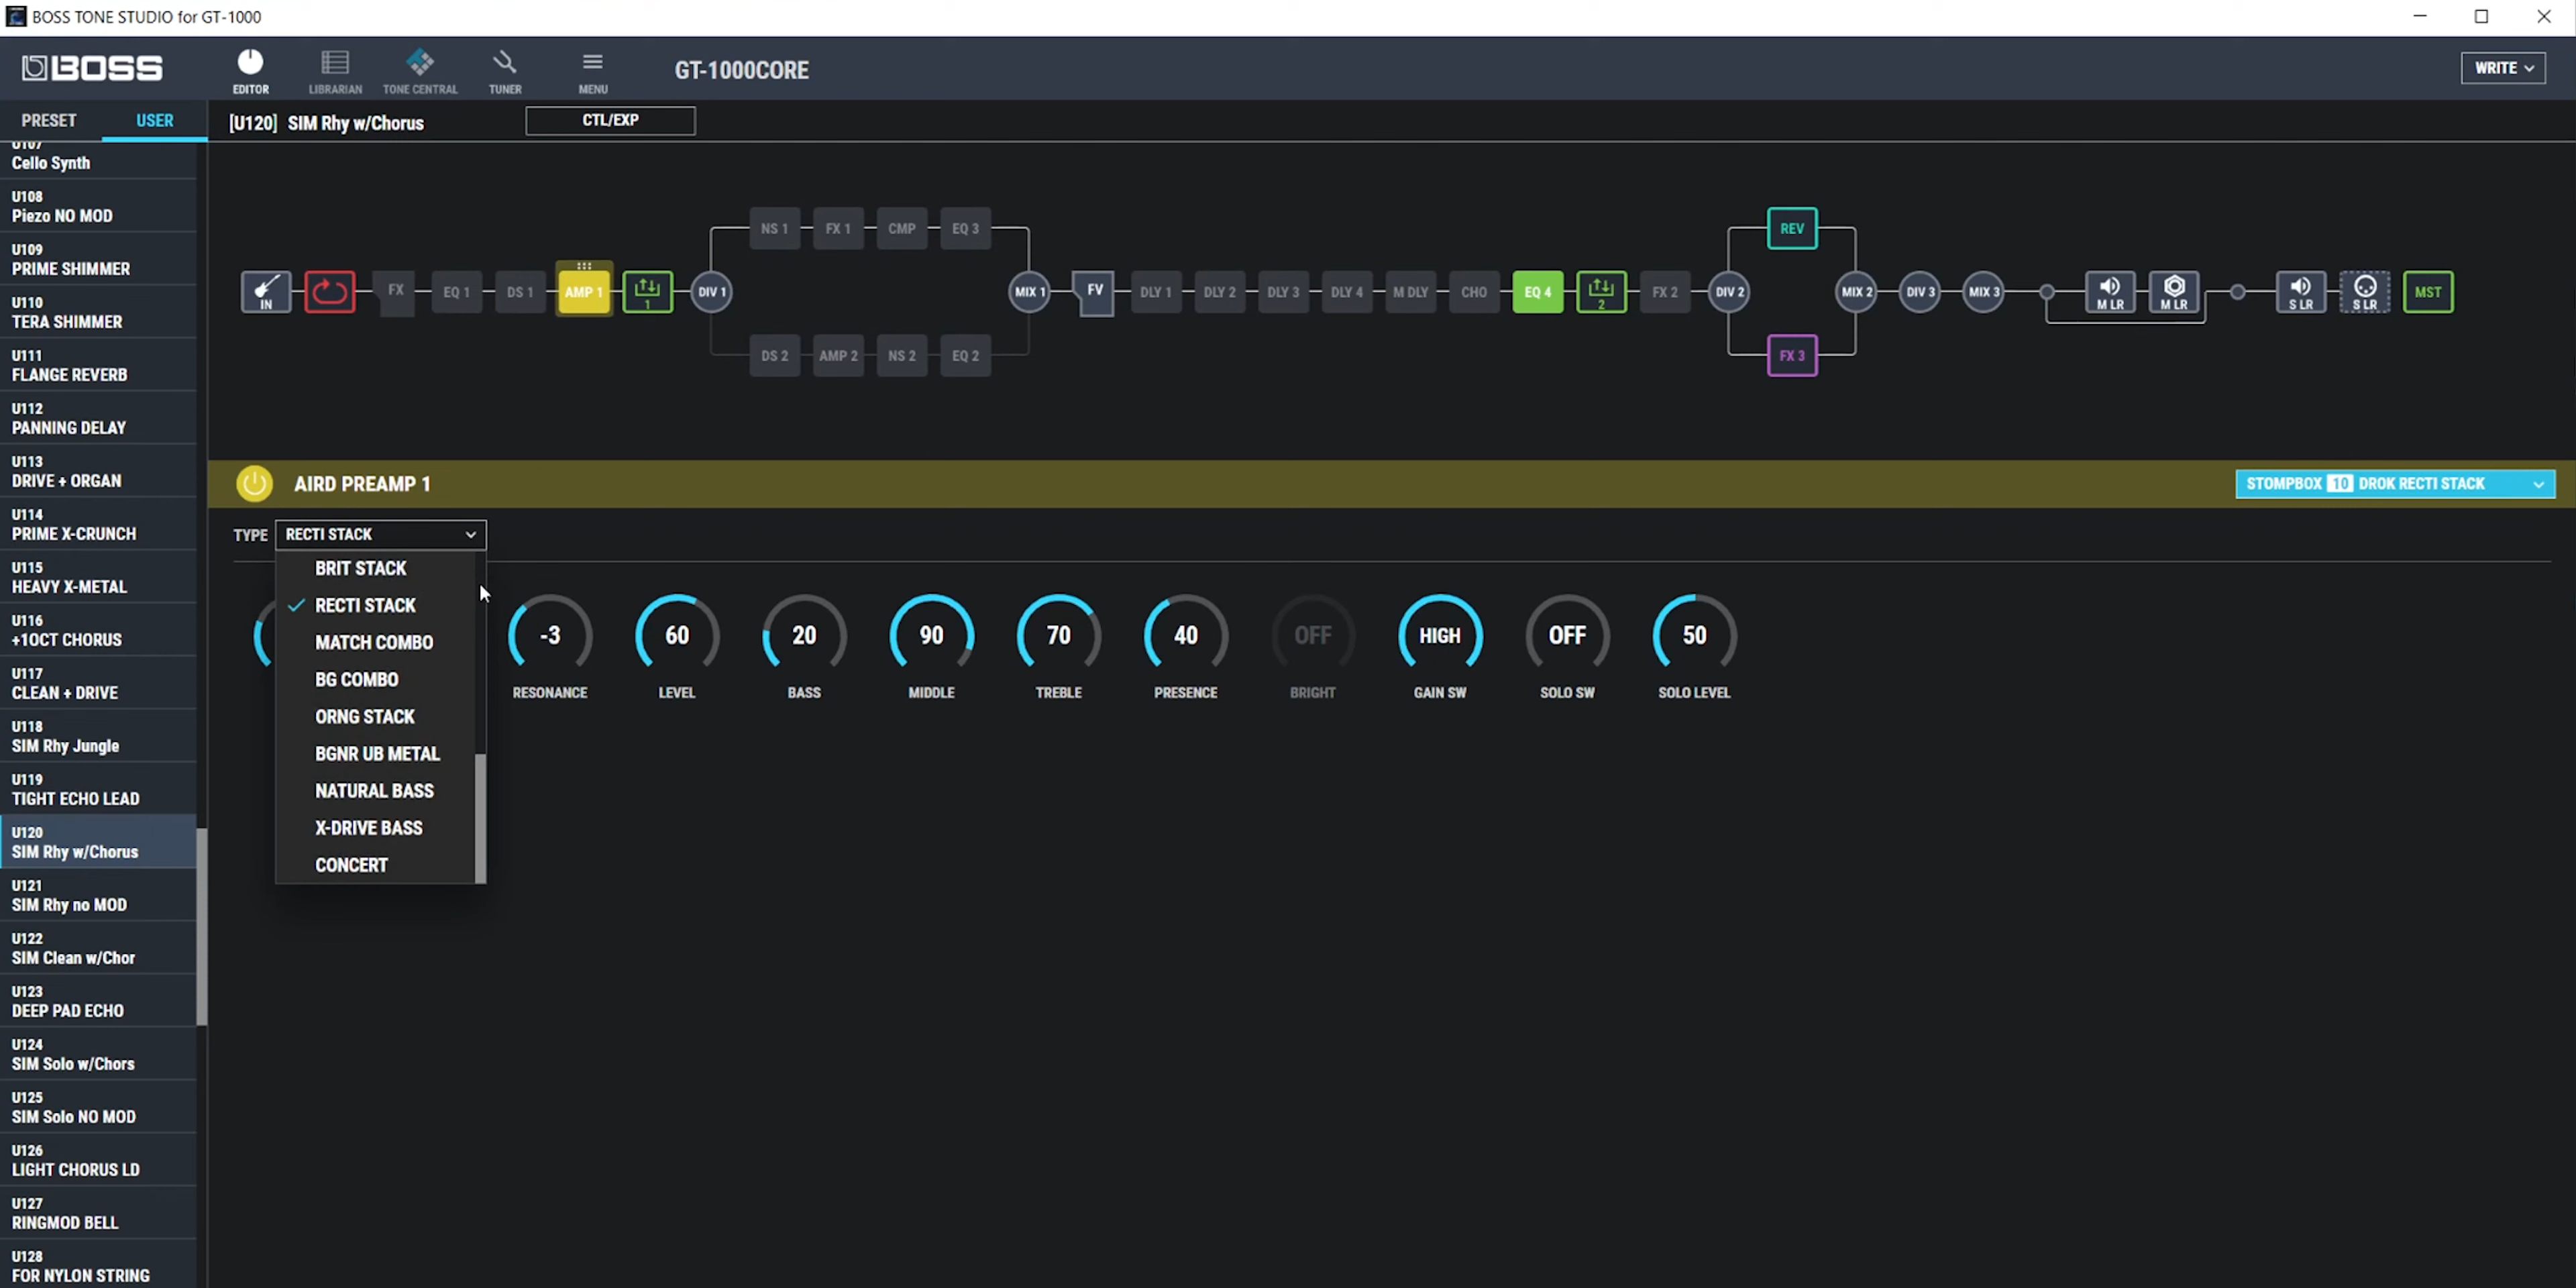 BOSS TONE STUDIO for GT-1000
BOSS
EDITOR
LIBRARIAN
TONE CENTRAL
TUNER
MENU
GT-1000CORE
WRITE
PRESET
USER
[U120] SIM Rhy w/Chorus
CTL/EXP
U107
Cello Synth
U108
Piezo NO MOD
U109
PRIME SHIMMER
U110
TERA SHIMMER
U111
FLANGE REVERB
U112
PANNING DELAY
U113
DRIVE + ORGAN
U114
PRIME X-CRUNCH
U115
HEAVY X-METAL
U116
+1OCT CHORUS
U117
CLEAN + DRIVE
U118
SIM Rhy Jungle
U119
TIGHT ECHO LEAD
U120
SIM Rhy w/Chorus
U121
SIM Rhy no MOD
U122
SIM Clean w/Chor
U123
DEEP PAD ECHO
U124
SIM Solo w/Chors
U125
SIM Solo NO MOD
U126
LIGHT CHORUS LD
U127
RINGMOD BELL
U128
FOR NYLON STRING
NS 1 FX 1 CMP EQ 3
REV
IN FX EQ 1 DS 1 AMP 1 1 DIV 1 MIX 1 FV DLY 1 DLY 2 DLY 3 DLY 4 M DLY CHO EQ 4 2 FX 2 DIV 2 MIX 2 DIV 3 MIX 3 M LR M LR S LR S LR MST
DS 2 AMP 2 NS 2 EQ 2
FX 3
AIRD PREAMP 1
STOMPBOX 10 DROK RECTI STACK
TYPE RECTI STACK
BRIT STACK
RECTI STACK
MATCH COMBO
BG COMBO
ORNG STACK
BGNR UB METAL
NATURAL BASS
X-DRIVE BASS
CONCERT
-3 60 20 90 70 40 OFF HIGH OFF 50
RESONANCE LEVEL BASS MIDDLE TREBLE PRESENCE BRIGHT GAIN SW SOLO SW SOLO LEVEL